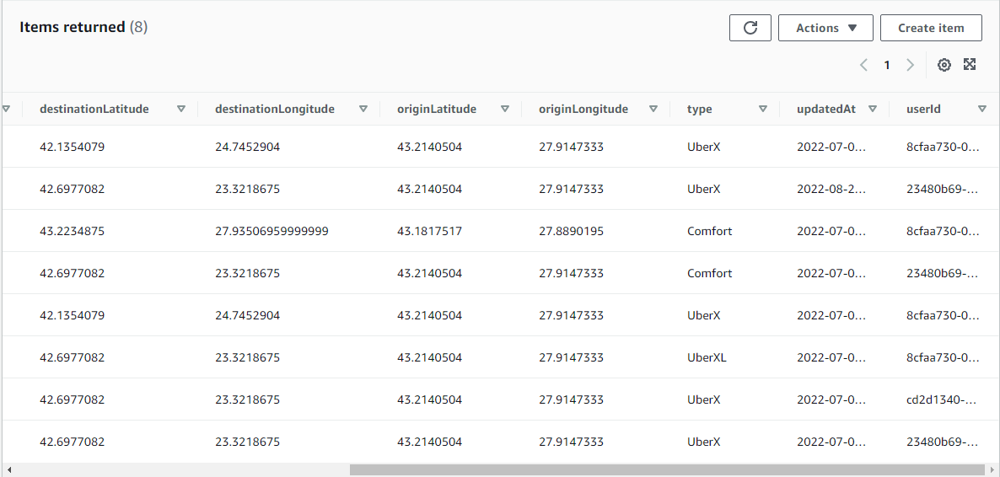 Items returned (8)
Actions
Create item
1
destinationLatitude destinationLongitude originLatitude originLongitude type updatedAt userId
42.1354079 24.7452904 43.2140504 27.9147333 UberX 2022-07-0... 8cfaa730-0...
42.6977082 23.3218675 43.2140504 27.9147333 UberX 2022-08-2... 23480b69-...
43.2234875 27.93506959999999 43.1817517 27.8890195 Comfort 2022-07-0... 8cfaa730-0...
42.6977082 23.3218675 43.2140504 27.9147333 Comfort 2022-07-0... 23480b69-...
42.1354079 24.7452904 43.2140504 27.9147333 UberX 2022-07-0... 8cfaa730-0...
42.6977082 23.3218675 43.2140504 27.9147333 UberXL 2022-07-0... 8cfaa730-0...
42.6977082 23.3218675 43.2140504 27.9147333 UberX 2022-07-0... cd2d1340-...
42.6977082 23.3218675 43.2140504 27.9147333 UberX 2022-07-0... 23480b69-...